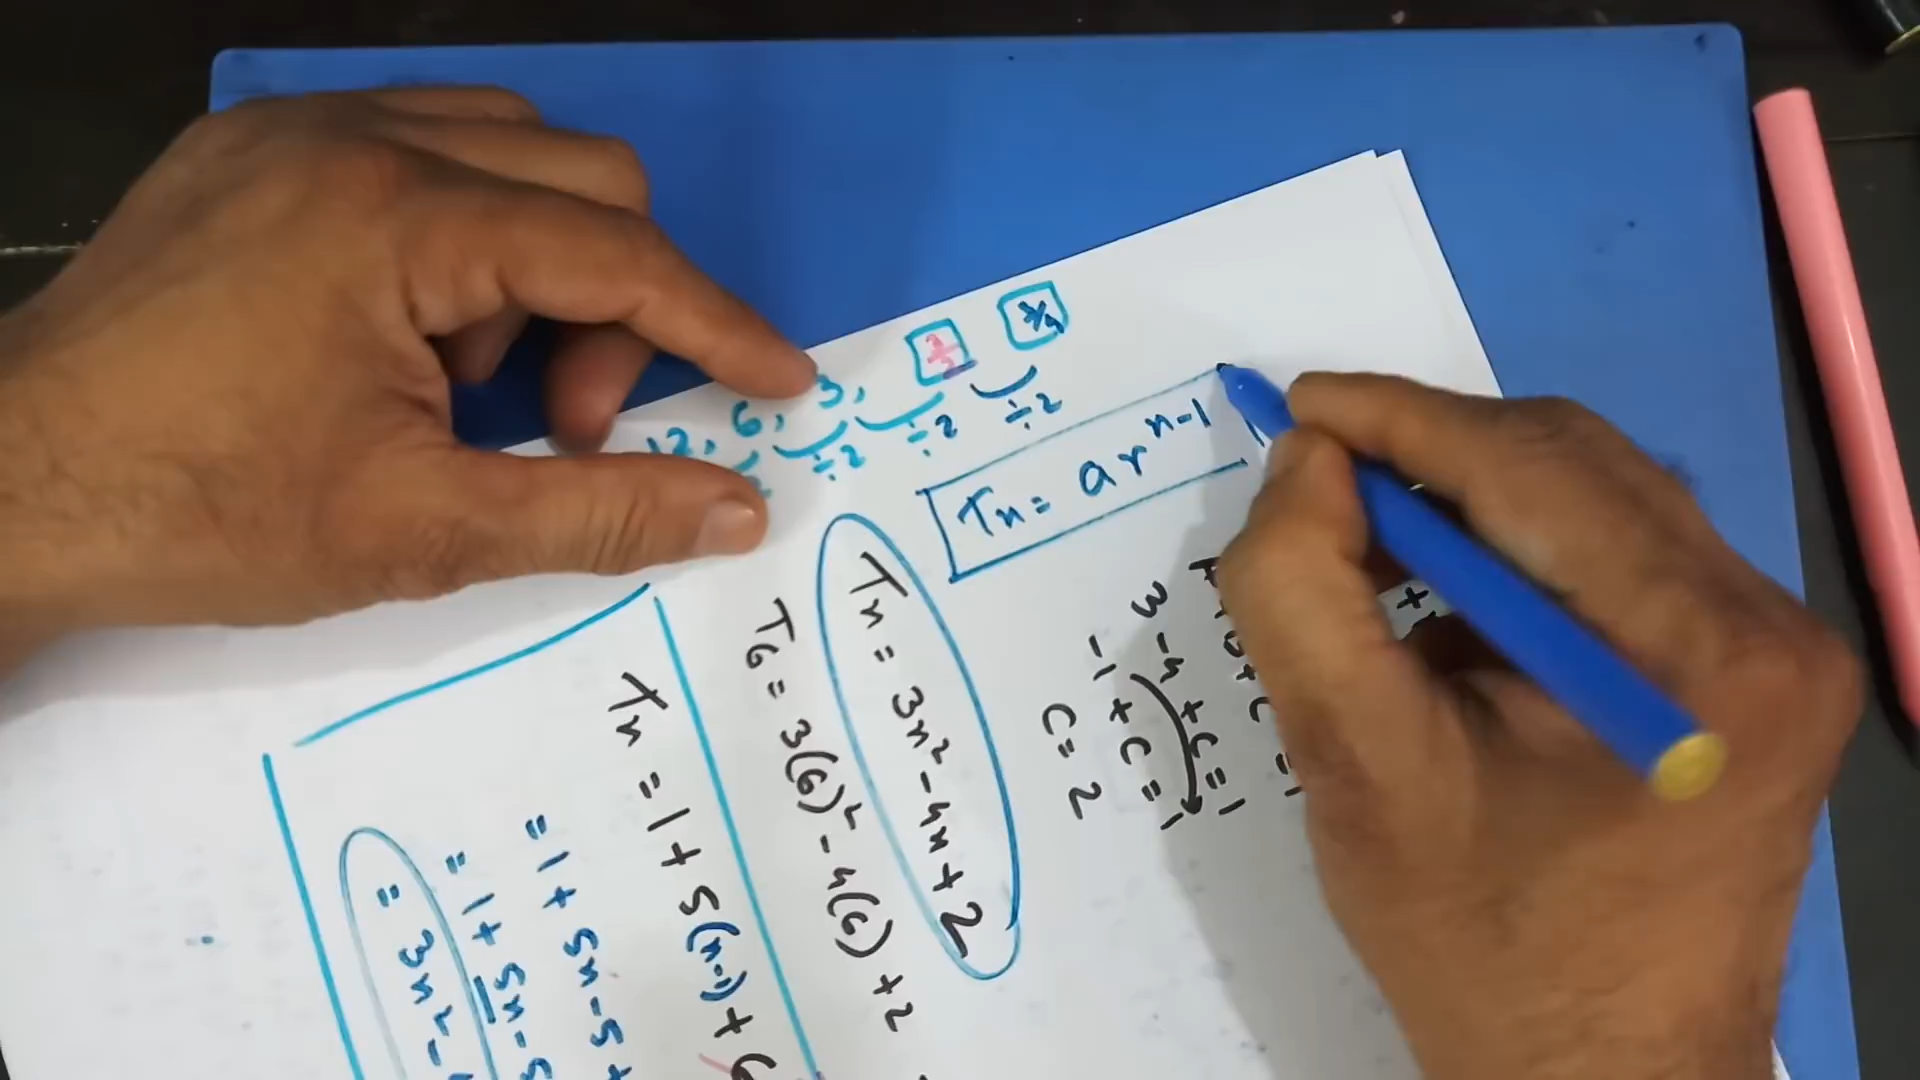 12, 6, 3, 3/2 3/4
÷2 ÷2 ÷2
Tn = ar^n-1
3 - 4 + C = 1
-1 + C = 1
C = 2
Tn = 3n² - 4n + 2
T6 = 3(6)² - 4(6) + 2
Tn = 1 + 5(n-1) +
= 1 + 5n - 5 +
= 1 + 5n - 5
= 3n² -